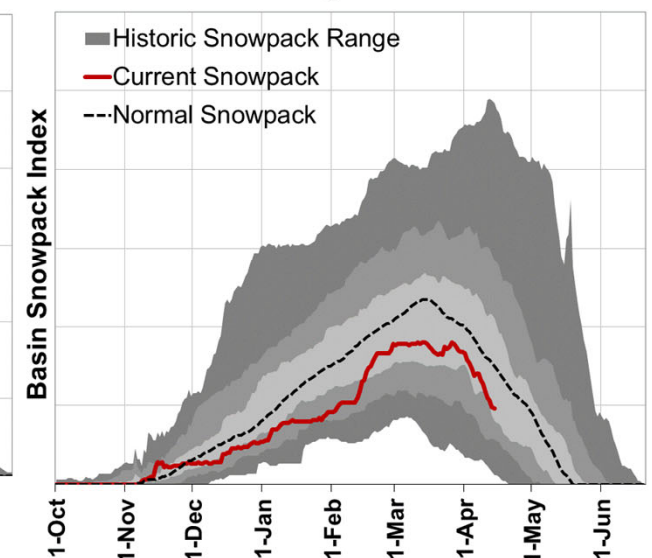 Historic Snowpack Range
Current Snowpack
Normal Snowpack
Basin Snowpack Index
1-Oct
1-Nov
1-Dec
1-Jan
1-Feb
1-Mar
1-Apr
1-May
1-Jun